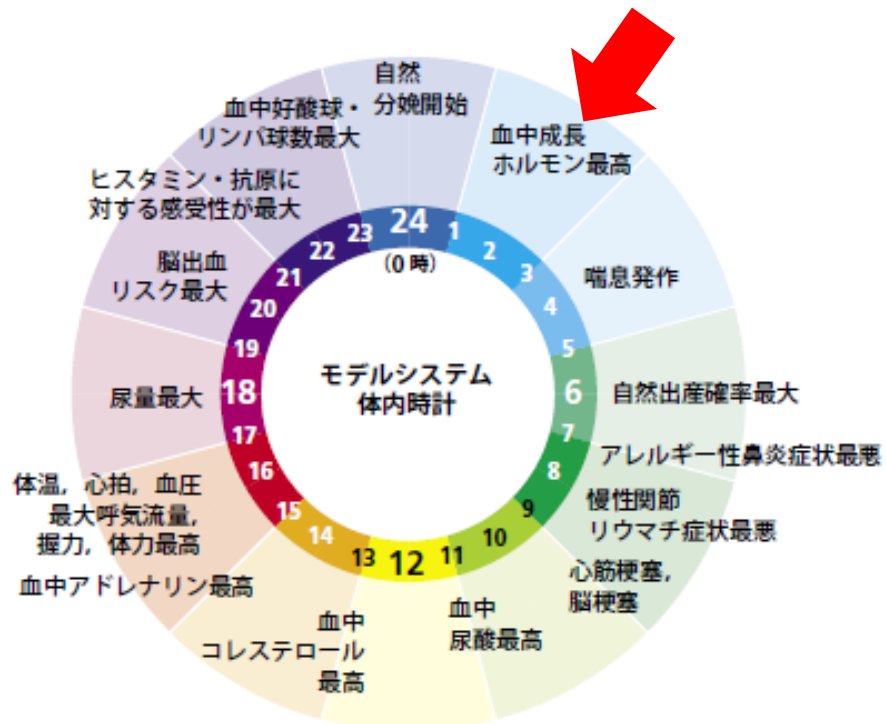 自然
分娩開始
血中成長
ホルモン最高
喘息発作
自然出産確率最大
アレルギー性鼻炎症状最悪
慢性関節
リウマチ症状最悪
心筋梗塞,
脳梗塞
血中
尿酸最高
血中
コレステロール
最高
血中アドレナリン最高
体温, 心拍, 血圧
最大呼気流量,
握力, 体力最高
尿量最大
脳出血
リスク最大
ヒスタミン・抗原に
対する感受性が最大
血中好酸球・
リンパ球数最大
24
(0 時)
1
2
3
4
5
6
7
8
9
10
11
12
13
14
15
16
17
18
19
20
21
22
23
モデルシステム
体内時計